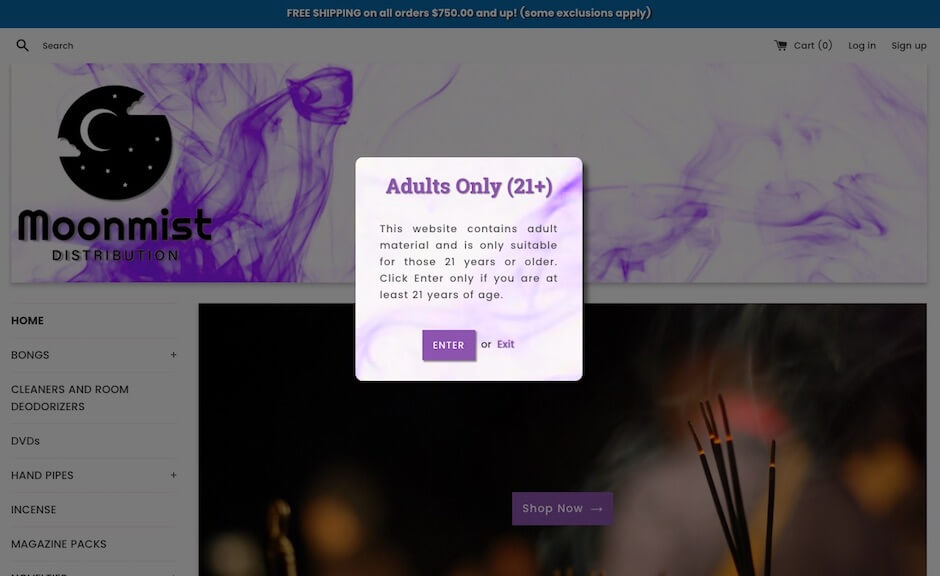 FREE SHIPPING on all orders $750.00 and up! (some exclusions apply)
Search
Cart (0)
Log in
Sign up
Moonmist
DISTRIBUTION
Adults Only (21+)
This website contains adult
material and is only suitable
for those 21 years or older.
Click Enter only if you are at
least 21 years of age.
ENTER or Exit
HOME
BONGS +
CLEANERS AND ROOM
DEODORIZERS
DVDs
HAND PIPES +
INCENSE
MAGAZINE PACKS
Shop Now →